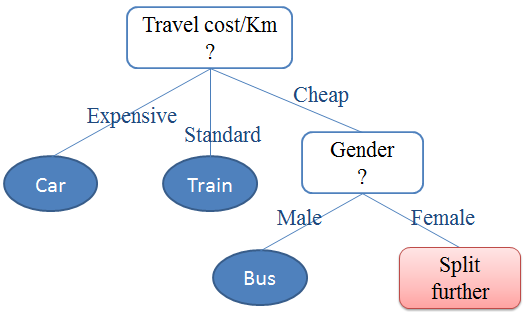 Travel cost/Km
?
Expensive
Standard
Cheap
Car
Train
Gender
?
Male
Female
Bus
Split
further